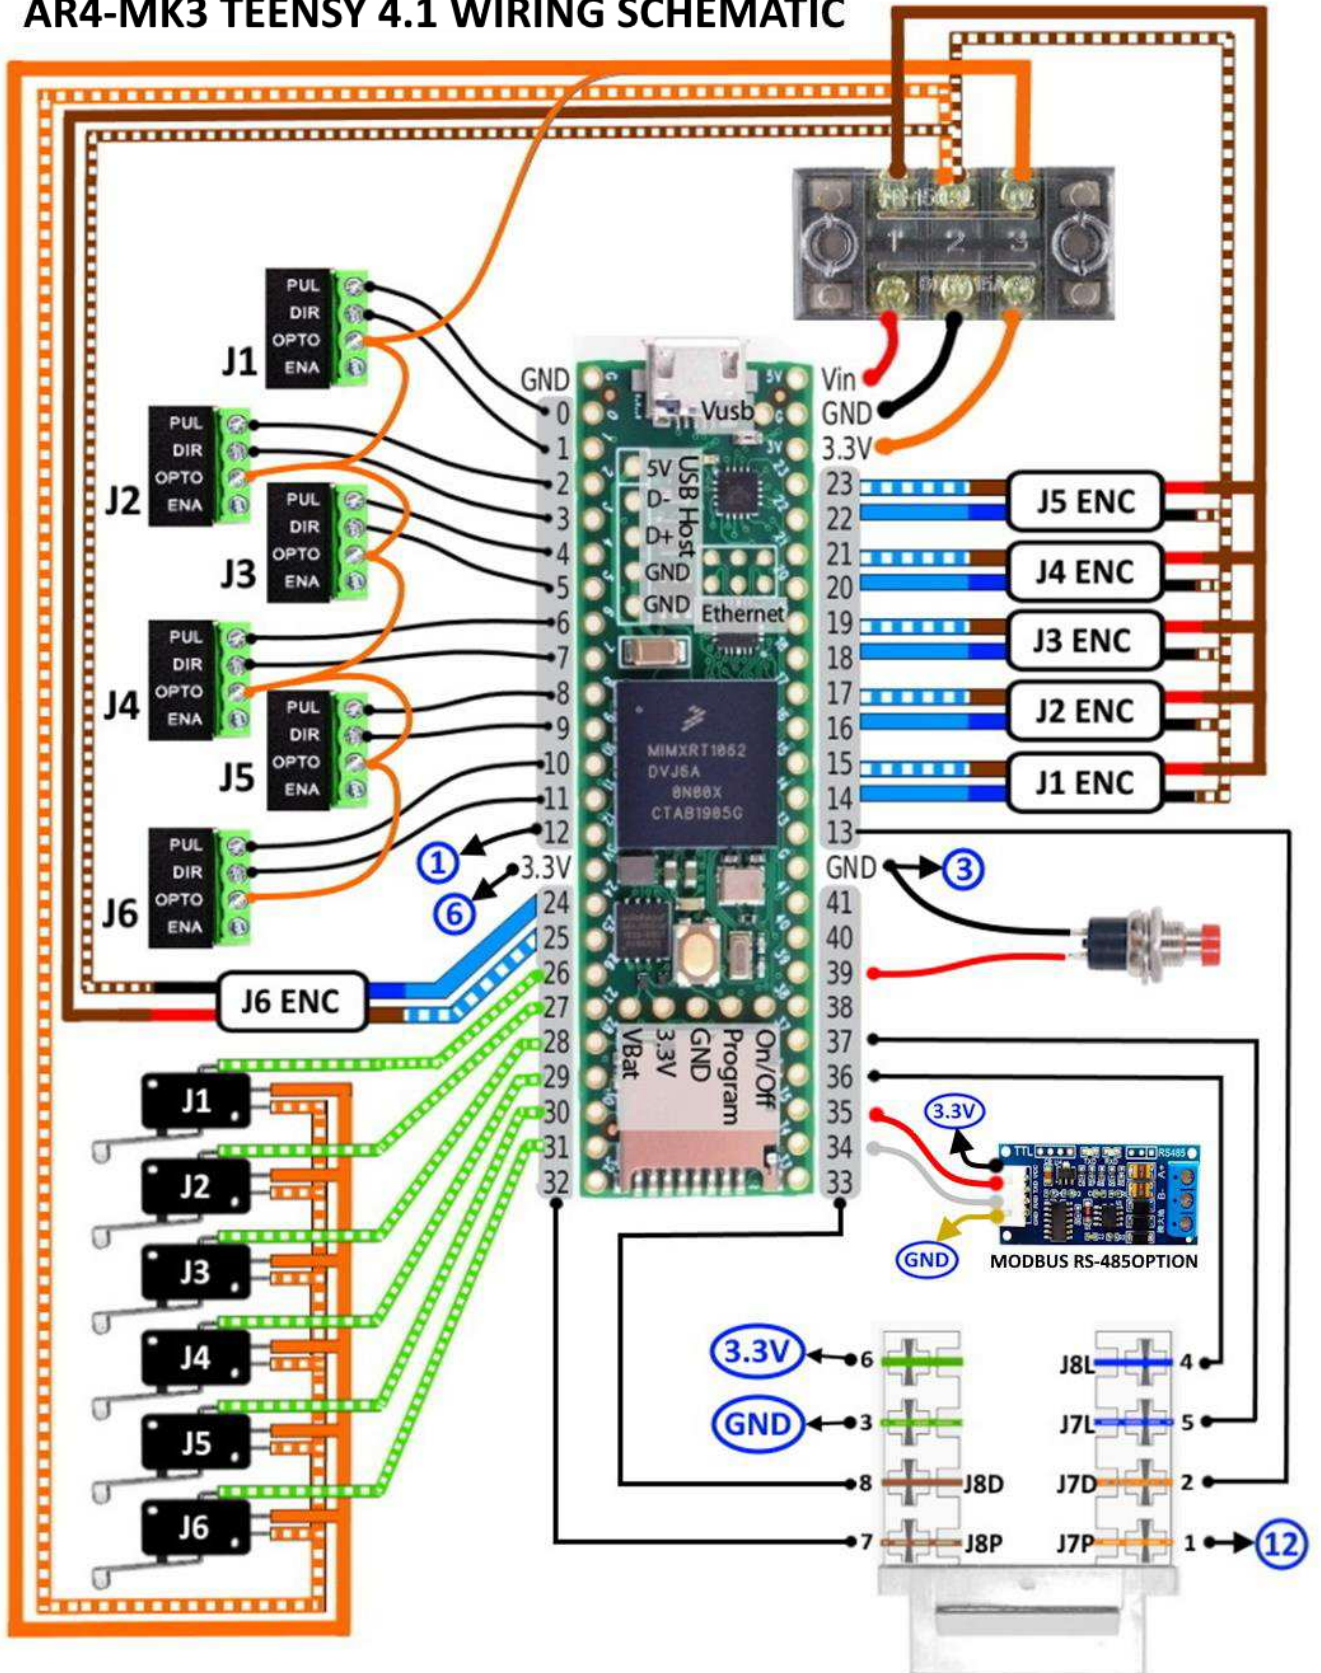 AR4-MK3 TEENSY 4.1 WIRING SCHEMATIC
1 2 3
PUL
DIR
OPTO
ENA
J1
PUL
DIR
OPTO
ENA
J2
PUL
DIR
OPTO
ENA
J3
PUL
DIR
OPTO
ENA
J4
PUL
DIR
OPTO
ENA
J5
PUL
DIR
OPTO
ENA
J6
GND
0
1
2
3
4
5
6
7
8
9
10
11
12
3.3V
24
25
26
27
28
29
30
31
32
1
6
Vusb
5V
D-
D+
GND
GND
USB Host
Ethernet
MIMXRT1062
DVJ6A
0N00X
CTAB1905G
VBat
3.3V
GND
Program
On/Off
Vin
GND
3.3V
23
22
21
20
19
18
17
16
15
14
13
GND
41
40
39
38
37
36
35
34
33
3
J5 ENC
J4 ENC
J3 ENC
J2 ENC
J1 ENC
J6 ENC
J1
J2
J3
J4
J5
J6
3.3V
GND
TTL
RS485
A+
B-
MODBUS RS-485OPTION
3.3V 6 J8L 4
GND 3 J7L 5
8 J8D J7D 2
7 J8P J7P 1 12